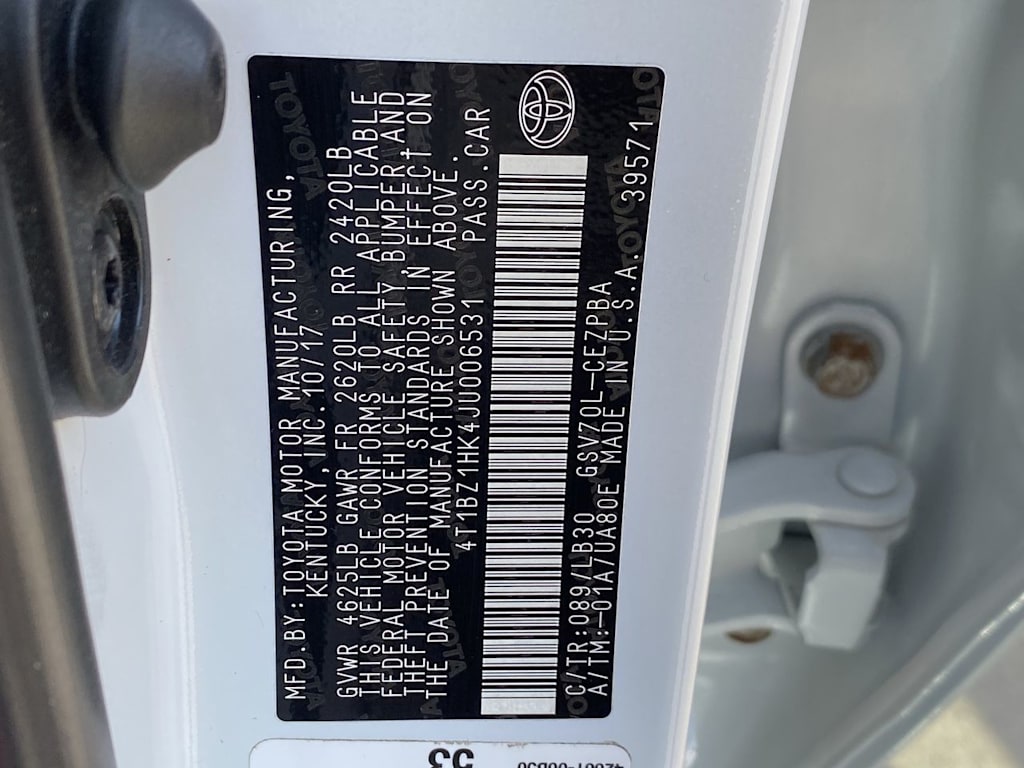 MFD.BY:TOYOTA MOTOR MANUFACTURING,
KENTUCKY,INC.10/17
GVWR 4625LB GAWR FR 2620LB RR 2420LB
THIS VEHICLE CONFORMS TO ALL APPLICABLE
FEDERAL MOTOR VEHICLE SAFETY,BUMPER,AND
THEFT PREVENTION STANDARDS IN EFFECT ON
THE DATE OF MANUFACTURE SHOWN ABOVE.
4T1BZ1HK4JU006531 PASS.CAR
C/TR:089/LB30 GSV70L-CEZPBA
A/TM:-01A/UA80E MADE IN U.S.A. 39571
53